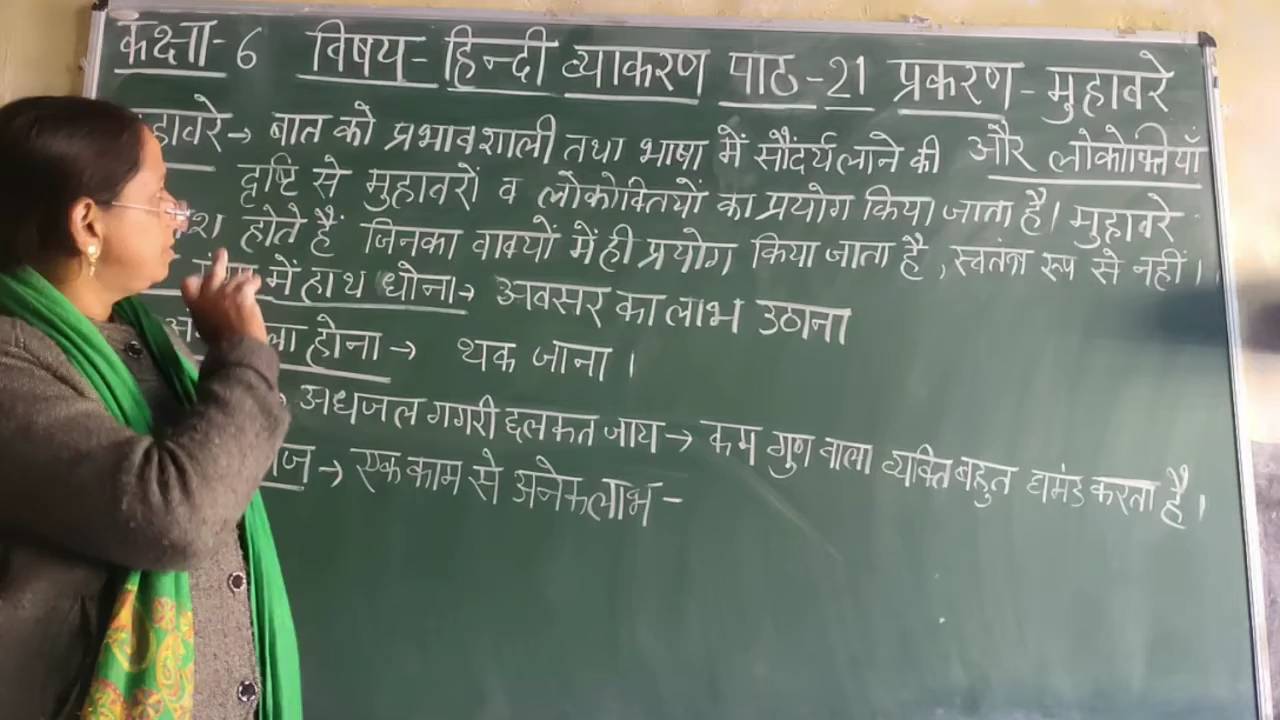 कक्षा-6 विषय-हिन्दी व्याकरण पाठ-21 प्रकरण-मुहावरे
और लोकोक्तियाँ
हावरे→ बात को प्रभावशाली तथा भाषा में सौंदर्य लाने की
दृष्टि से मुहावरों व लोकोक्तियों का प्रयोग किया जाता है। मुहावरे
होते हैं जिनका वाक्यों में ही प्रयोग किया जाता है, स्वतंत्र रूप से नहीं।
में हाथ धोना→ अवसर का लाभ उठाना
होना→ थक जाना।
अधजल गगरी छलकत जाय→ कम गुण वाला व्यक्ति बहुत घमंड करता है।
→ एक काम से अनेक लाभ-